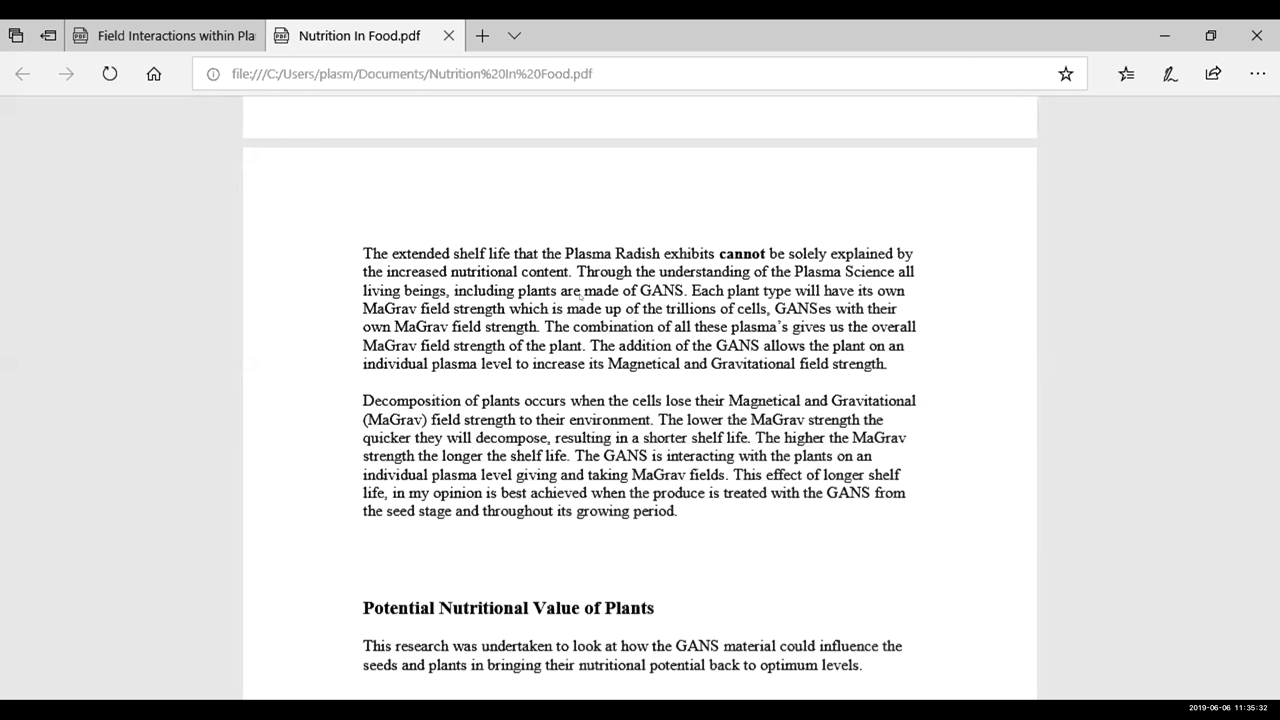 Field Interactions within Pla
Nutrition In Food.pdf
file:///C:/Users/plasm/Documents/Nutrition%20In%20Food.pdf
The extended shelf life that the Plasma Radish exhibits cannot be solely explained by
the increased nutritional content. Through the understanding of the Plasma Science all
living beings, including plants are made of GANS. Each plant type will have its own
MaGrav field strength which is made up of the trillions of cells, GANSes with their
own MaGrav field strength. The combination of all these plasma's gives us the overall
MaGrav field strength of the plant. The addition of the GANS allows the plant on an
individual plasma level to increase its Magnetical and Gravitational field strength.
Decomposition of plants occurs when the cells lose their Magnetical and Gravitational
(MaGrav) field strength to their environment. The lower the MaGrav strength the
quicker they will decompose, resulting in a shorter shelf life. The higher the MaGrav
strength the longer the shelf life. The GANS is interacting with the plants on an
individual plasma level giving and taking MaGrav fields. This effect of longer shelf
life, in my opinion is best achieved when the produce is treated with the GANS from
the seed stage and throughout its growing period.
Potential Nutritional Value of Plants
This research was undertaken to look at how the GANS material could influence the
seeds and plants in bringing their nutritional potential back to optimum levels.
2019-06-06 11:35:32